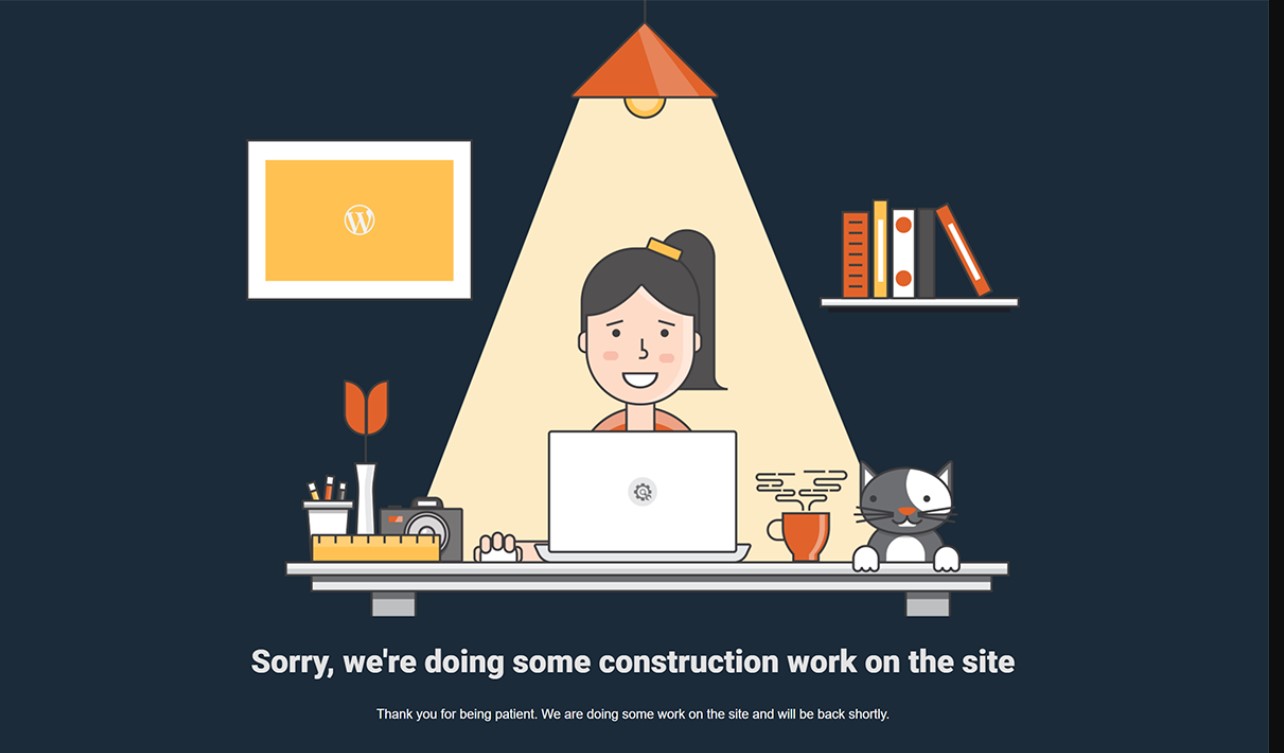 Sorry, we're doing some construction work on the site
Thank you for being patient. We are doing some work on the site and will be back shortly.